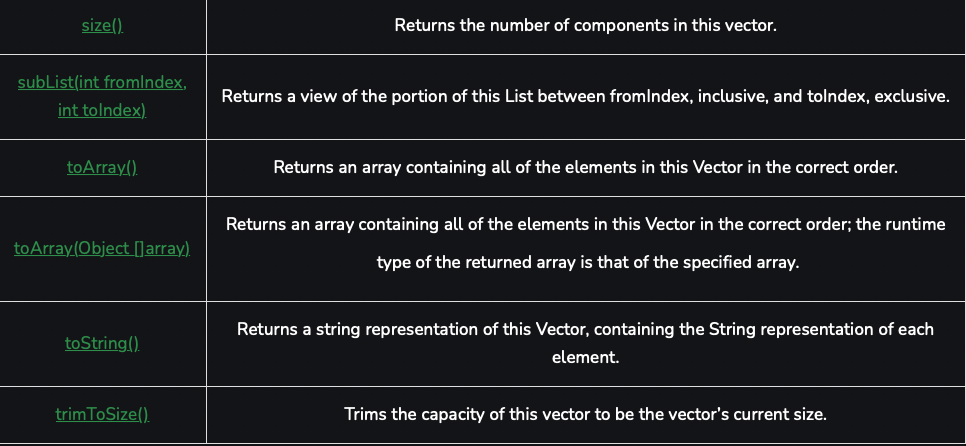 size()
Returns the number of components in this vector.
subList(int fromIndex,
int toIndex)
Returns a view of the portion of this List between fromIndex, inclusive, and toIndex, exclusive.
toArray()
Returns an array containing all of the elements in this Vector in the correct order.
toArray(Object []array)
Returns an array containing all of the elements in this Vector in the correct order; the runtime
type of the returned array is that of the specified array.
toString()
Returns a string representation of this Vector, containing the String representation of each
element.
trimToSize()
Trims the capacity of this vector to be the vector's current size.